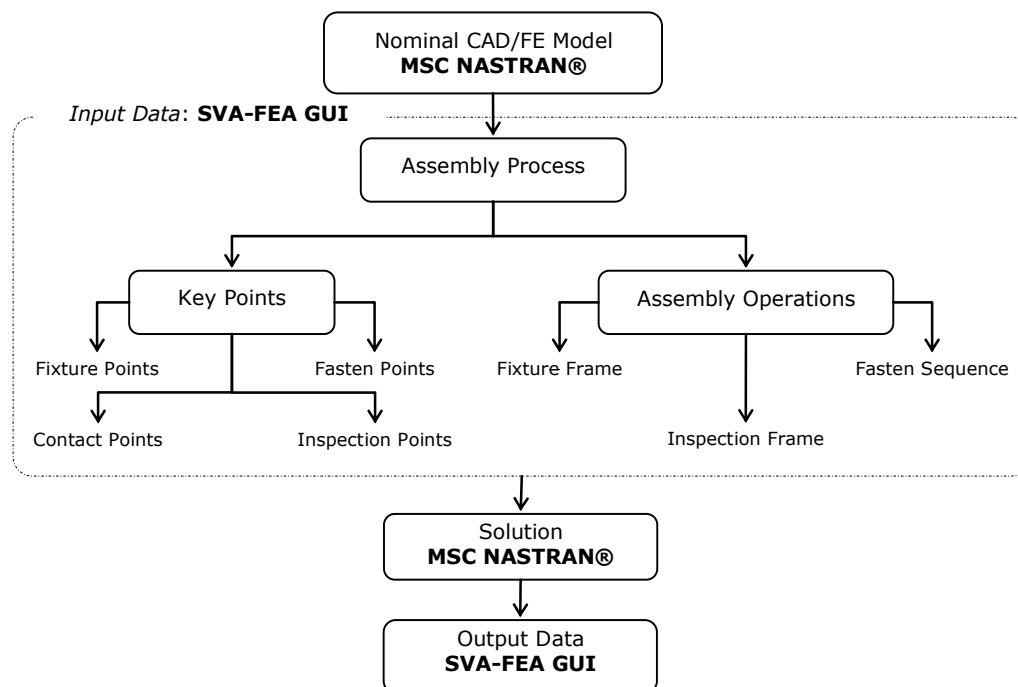 Nominal CAD/FE Model
MSC NASTRAN®
Input Data: SVA-FEA GUI
Assembly Process
Key Points
Assembly Operations
Fixture Points
Fasten Points
Fixture Frame
Fasten Sequence
Contact Points
Inspection Points
Inspection Frame
Solution
MSC NASTRAN®
Output Data
SVA-FEA GUI